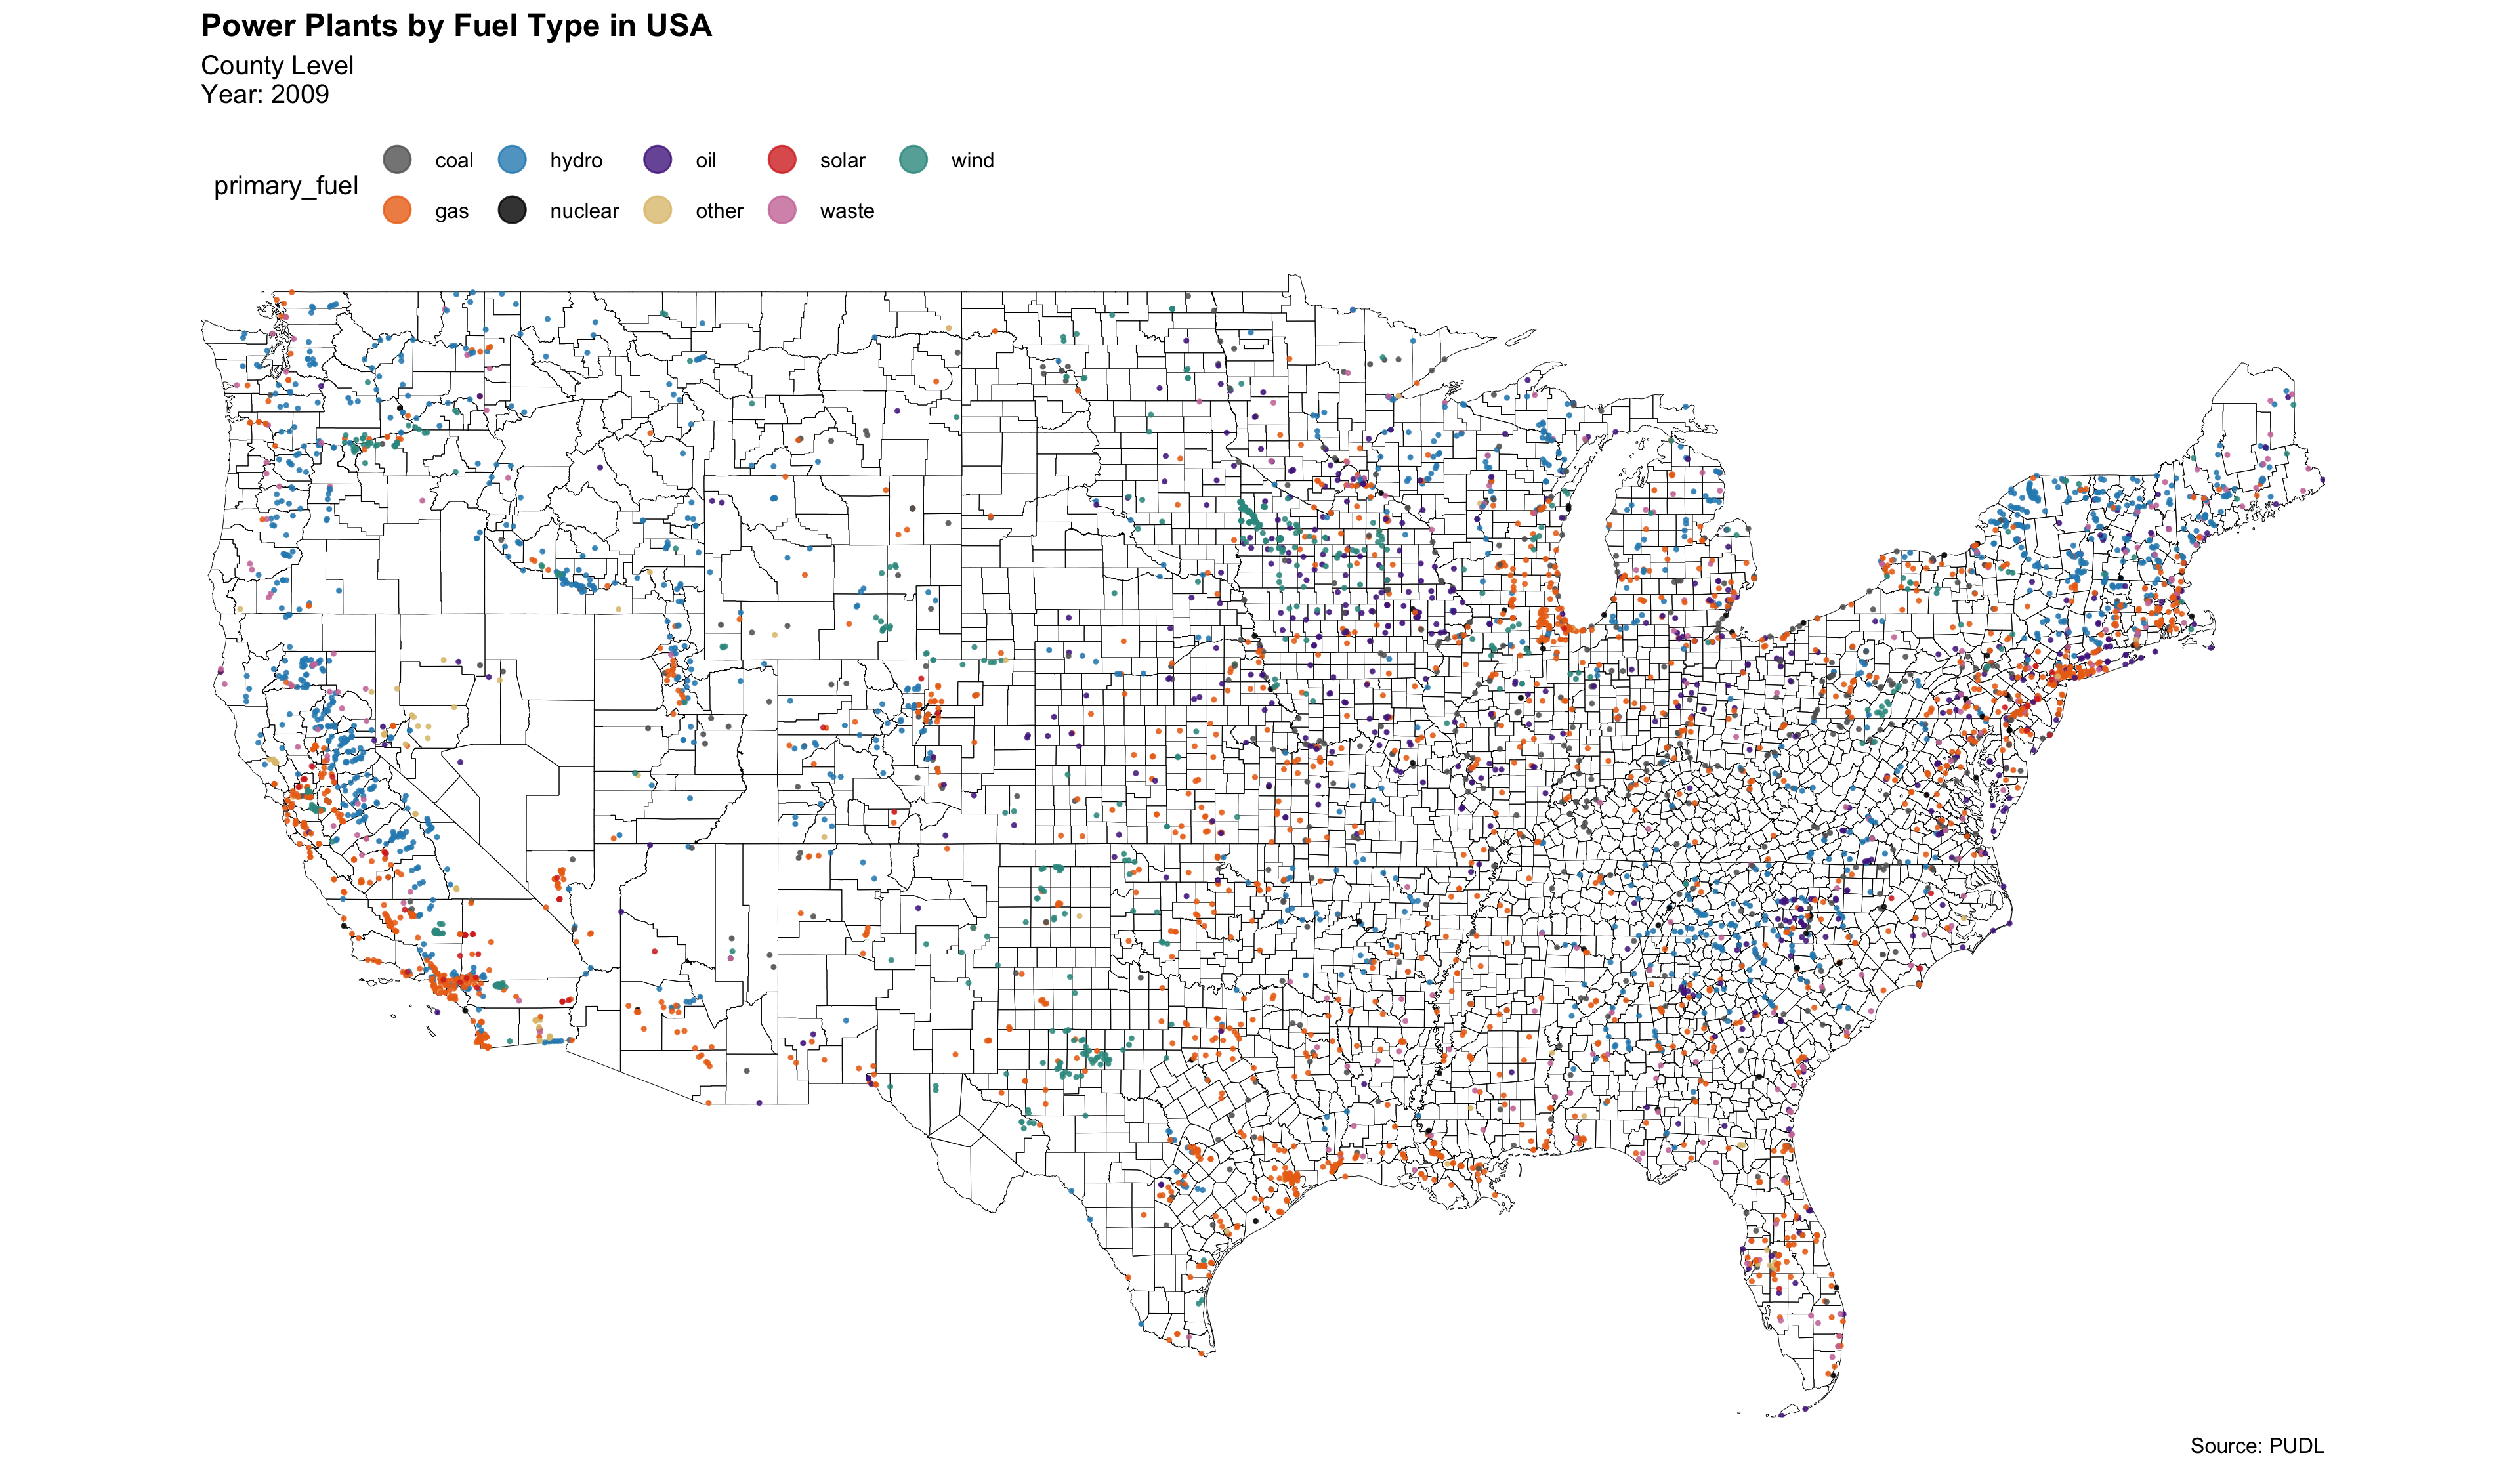 Power Plants by Fuel Type in USA
County Level
Year: 2009
primary_fuel
coal hydro oil solar wind
gas nuclear other waste
Source: PUDL